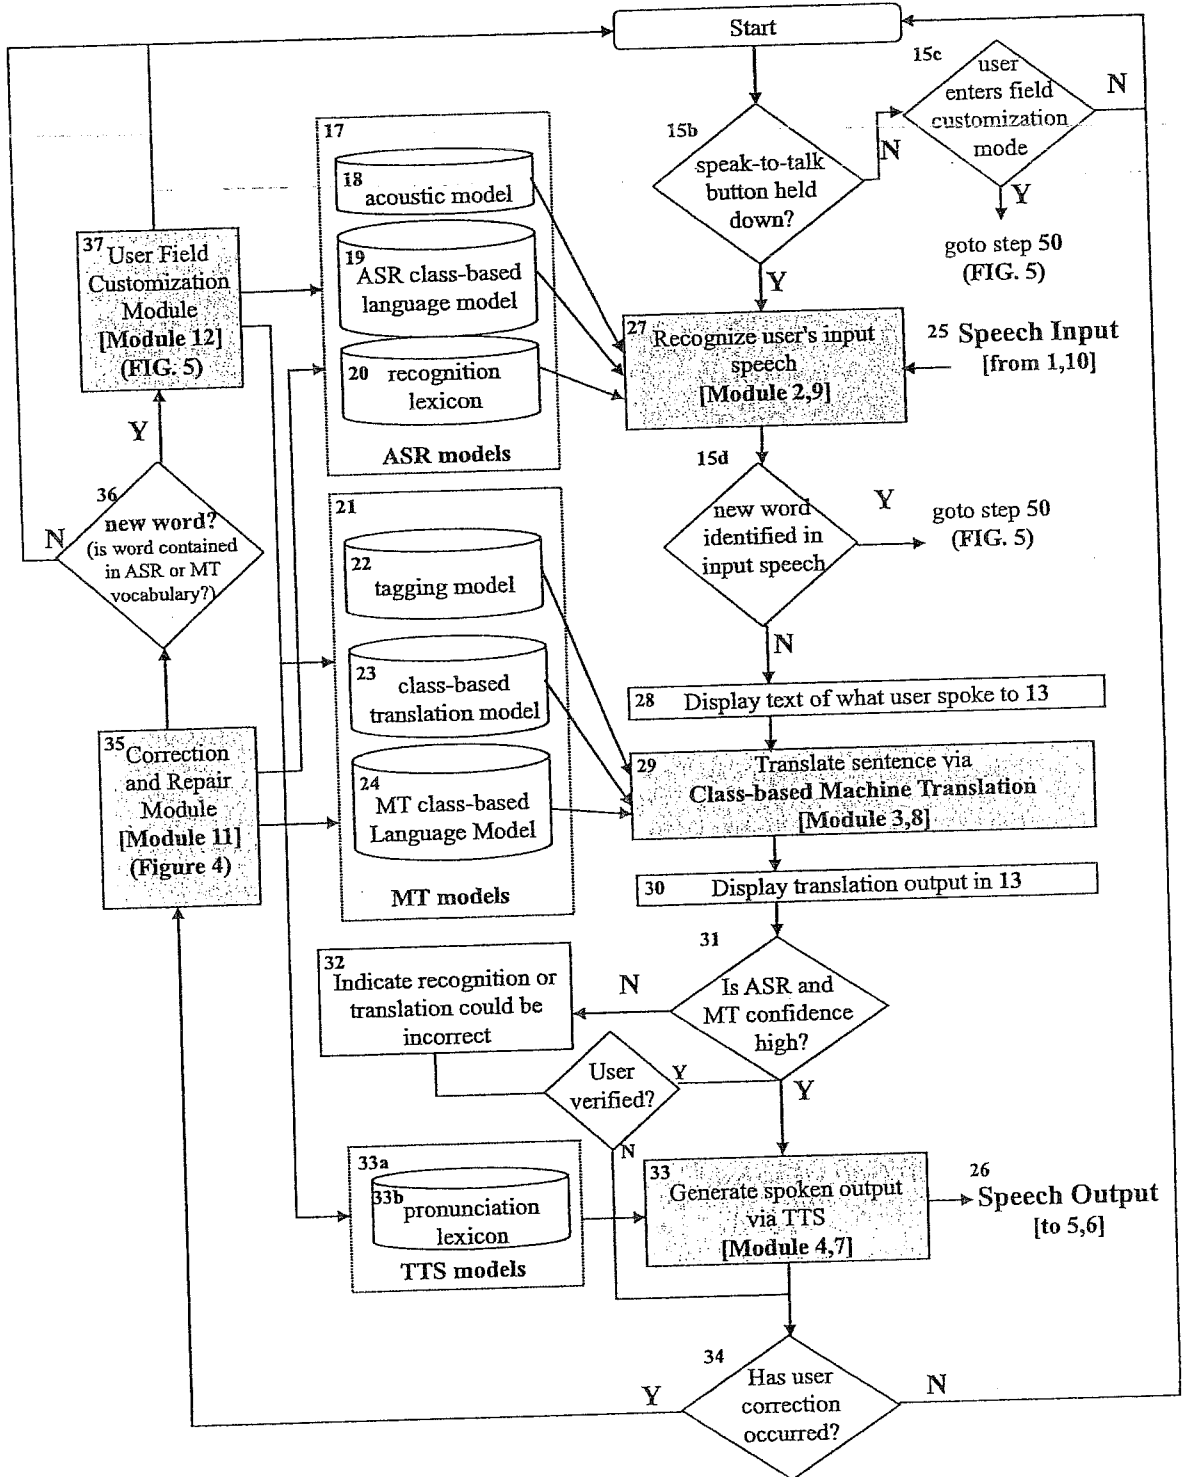 Start
15c
user
enters field
customization
mode
N
15b
speak-to-talk
button held
down?
N
Y
goto step 50
(FIG. 5)
Y
17
18
acoustic model
19
ASR class-based
language model
20
recognition
lexicon
ASR models
37
User Field
Customization
Module
[Module 12]
(FIG. 5)
Y
27
Recognize user's input
speech
[Module 2,9]
25
Speech Input
[from 1,10]
15d
new word
identified in
input speech
Y
goto step 50
(FIG. 5)
N
36
new word?
(is word contained
in ASR or MT
vocabulary?)
N
21
22
tagging model
23
class-based
translation model
24
MT class-based
Language Model
MT models
28
Display text of what user spoke to 13
29
Translate sentence via
Class-based Machine Translation
[Module 3,8]
30
Display translation output in 13
35
Correction
and Repair
Module
[Module 11]
(Figure 4)
31
Is ASR and
MT confidence
high?
N
Y
32
Indicate recognition or
translation could be
incorrect
User
verified?
Y
N
33a
33b
pronunciation
lexicon
TTS models
33
Generate spoken output
via TTS
[Module 4,7]
26
Speech Output
[to 5,6]
34
Has user
correction
occurred?
Y
N